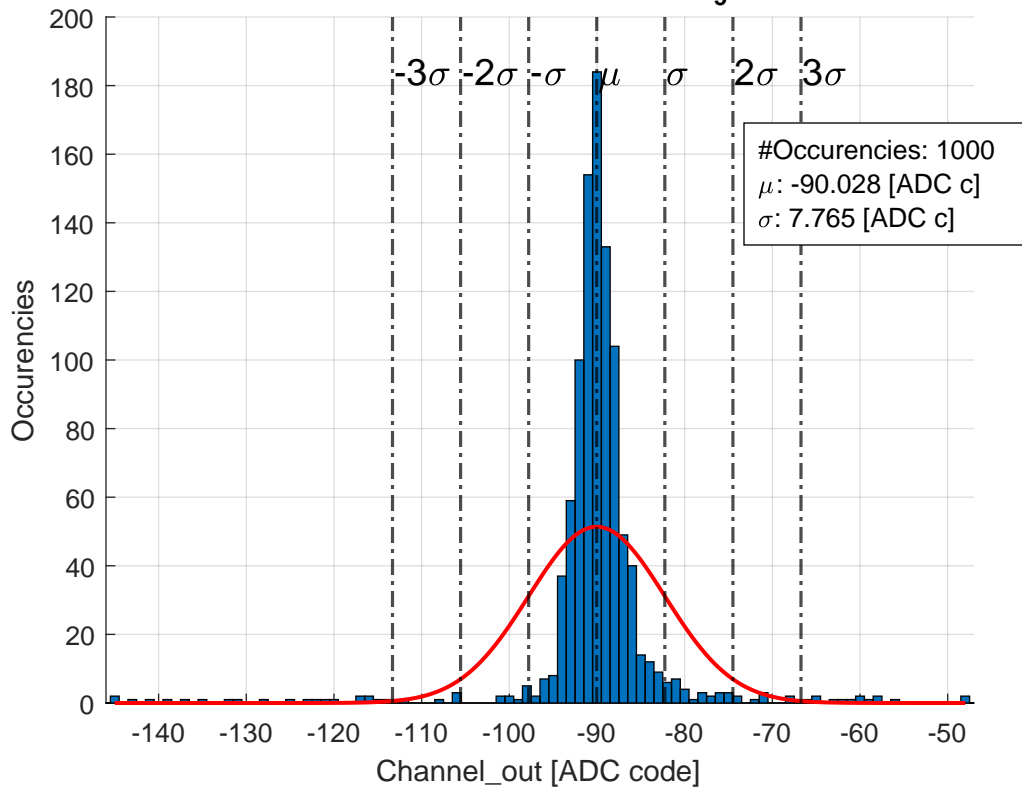 200
180
160
140
120
100
80
60
40
20
0
-3σ -2σ -σ μ σ 2σ 3σ
#Occurencies: 1000
μ: -90.028 [ADC c]
σ: 7.765 [ADC c]
Occurencies
-140 -130 -120 -110 -100 -90 -80 -70 -60 -50
Channel_out [ADC code]